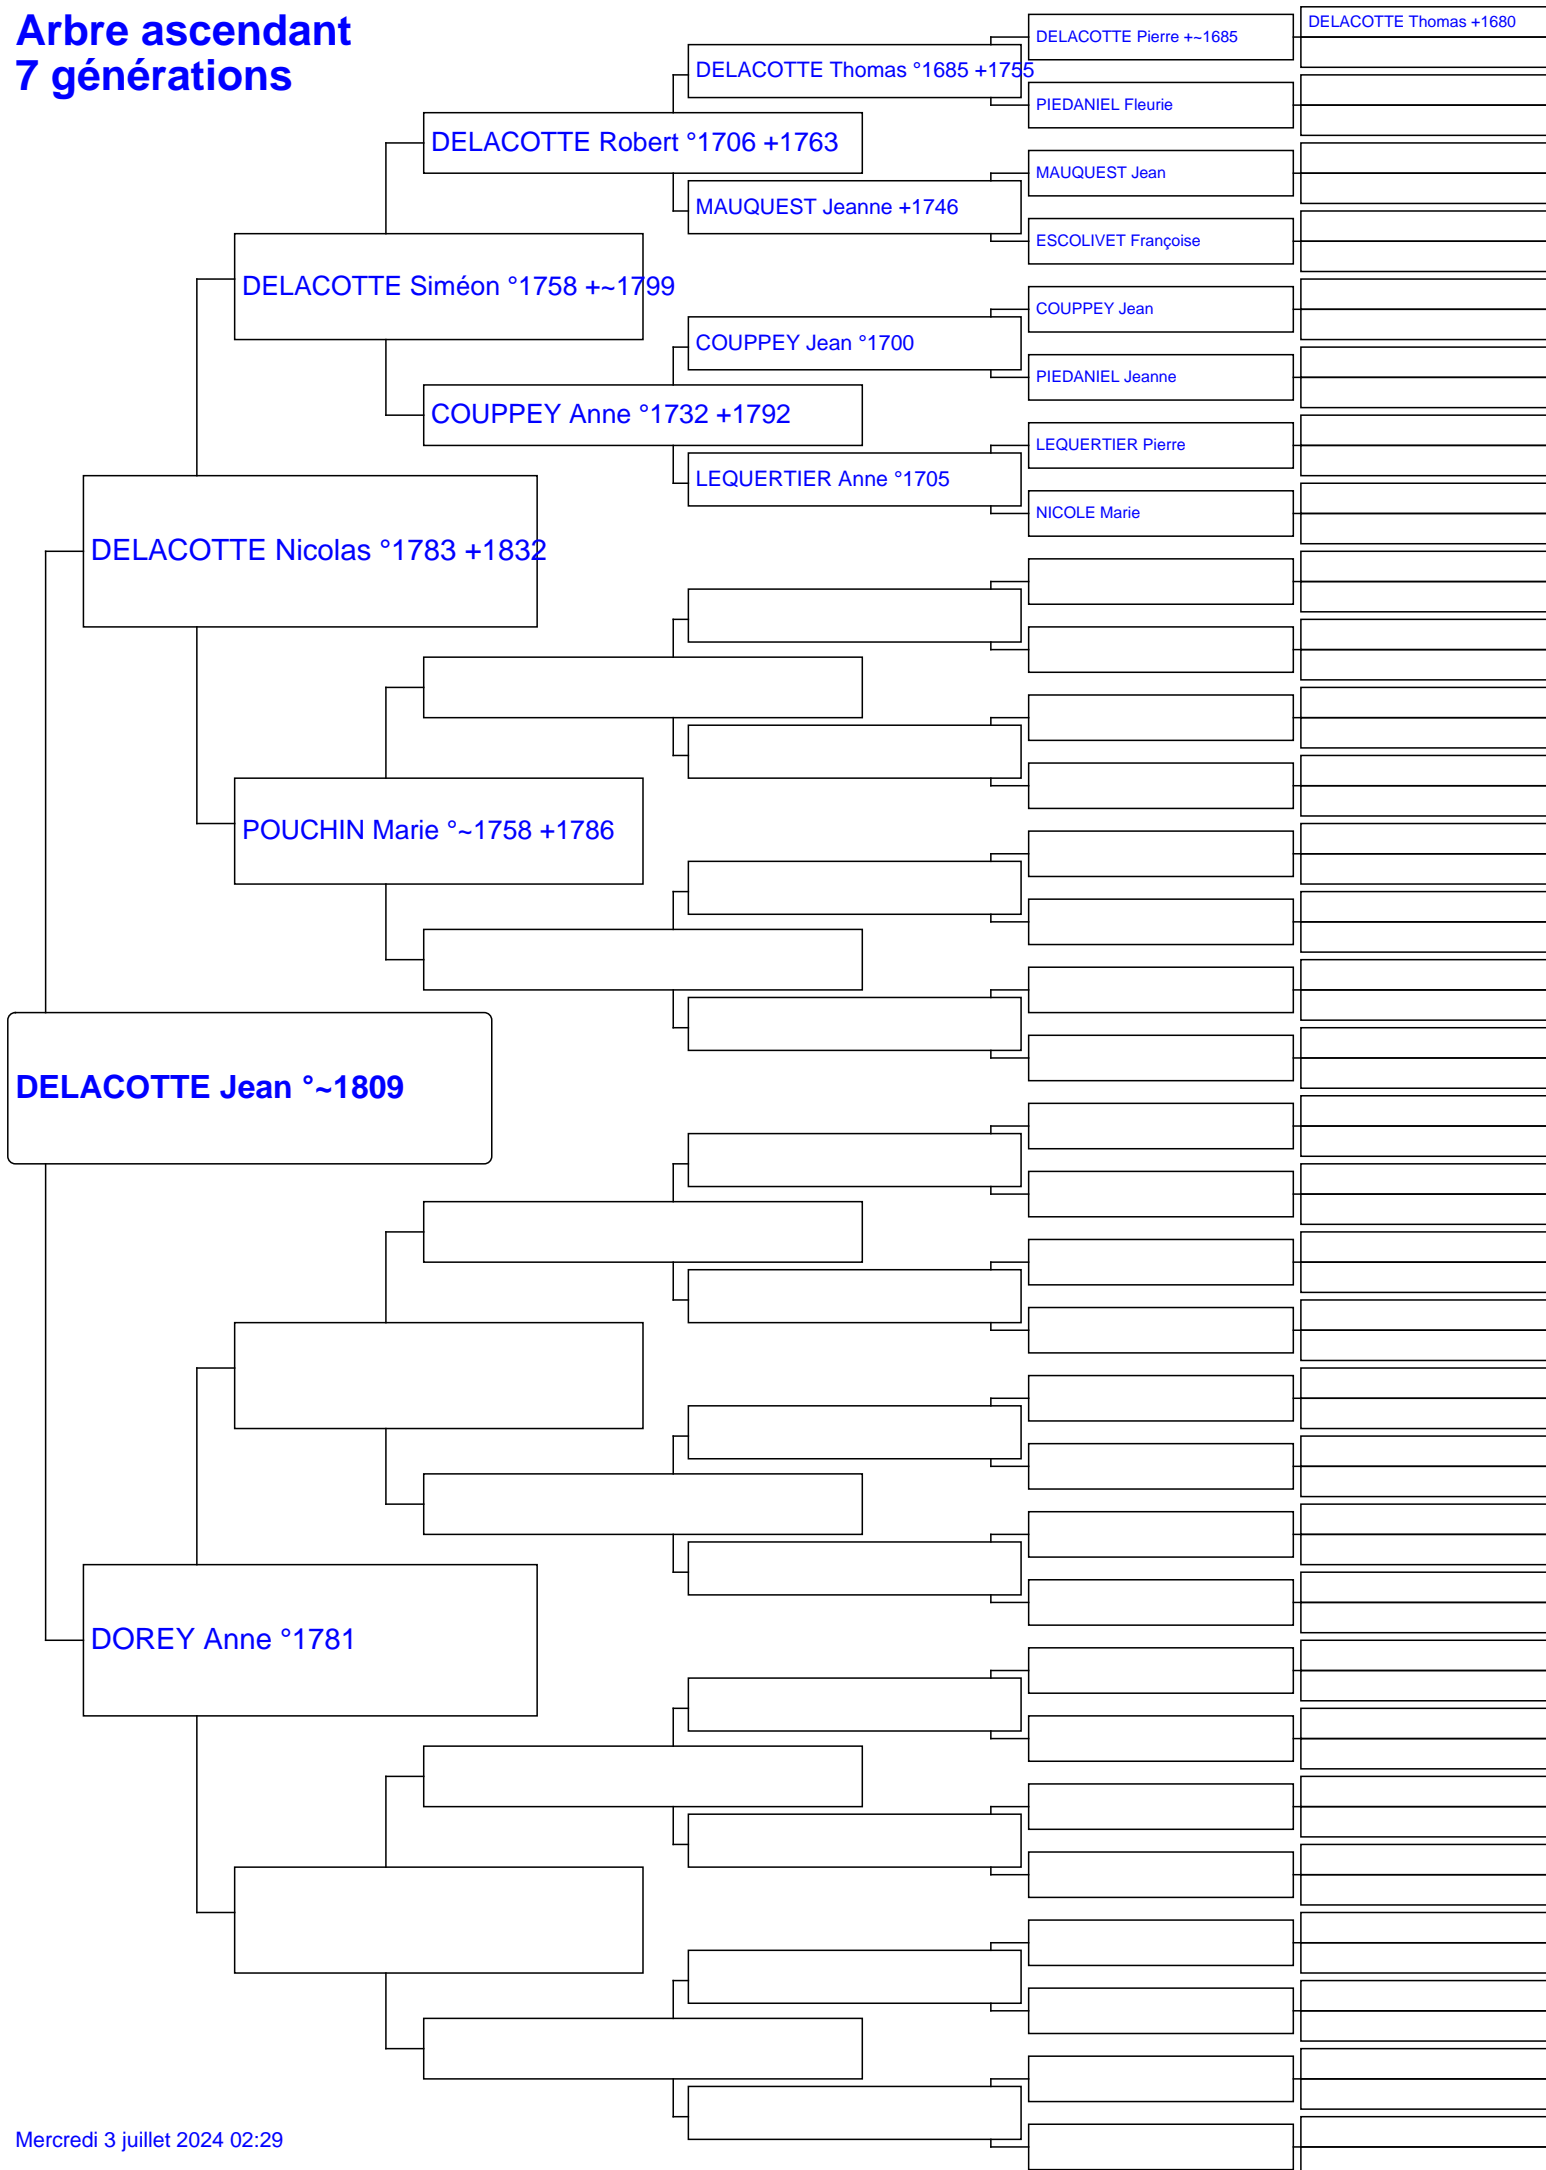 Arbre ascendant
7 générations
DELACOTTE Thomas +1680
DELACOTTE Pierre +~1685
DELACOTTE Thomas °1685 +1755
PIEDANIEL Fleurie
DELACOTTE Robert °1706 +1763
MAUQUEST Jean
MAUQUEST Jeanne +1746
ESCOLIVET Françoise
DELACOTTE Siméon °1758 +~1799
COUPPEY Jean
COUPPEY Jean °1700
PIEDANIEL Jeanne
COUPPEY Anne °1732 +1792
LEQUERTIER Pierre
LEQUERTIER Anne °1705
NICOLE Marie
DELACOTTE Nicolas °1783 +1832
POUCHIN Marie °~1758 +1786
DELACOTTE Jean °~1809
DOREY Anne °1781
Mercredi 3 juillet 2024 02:29